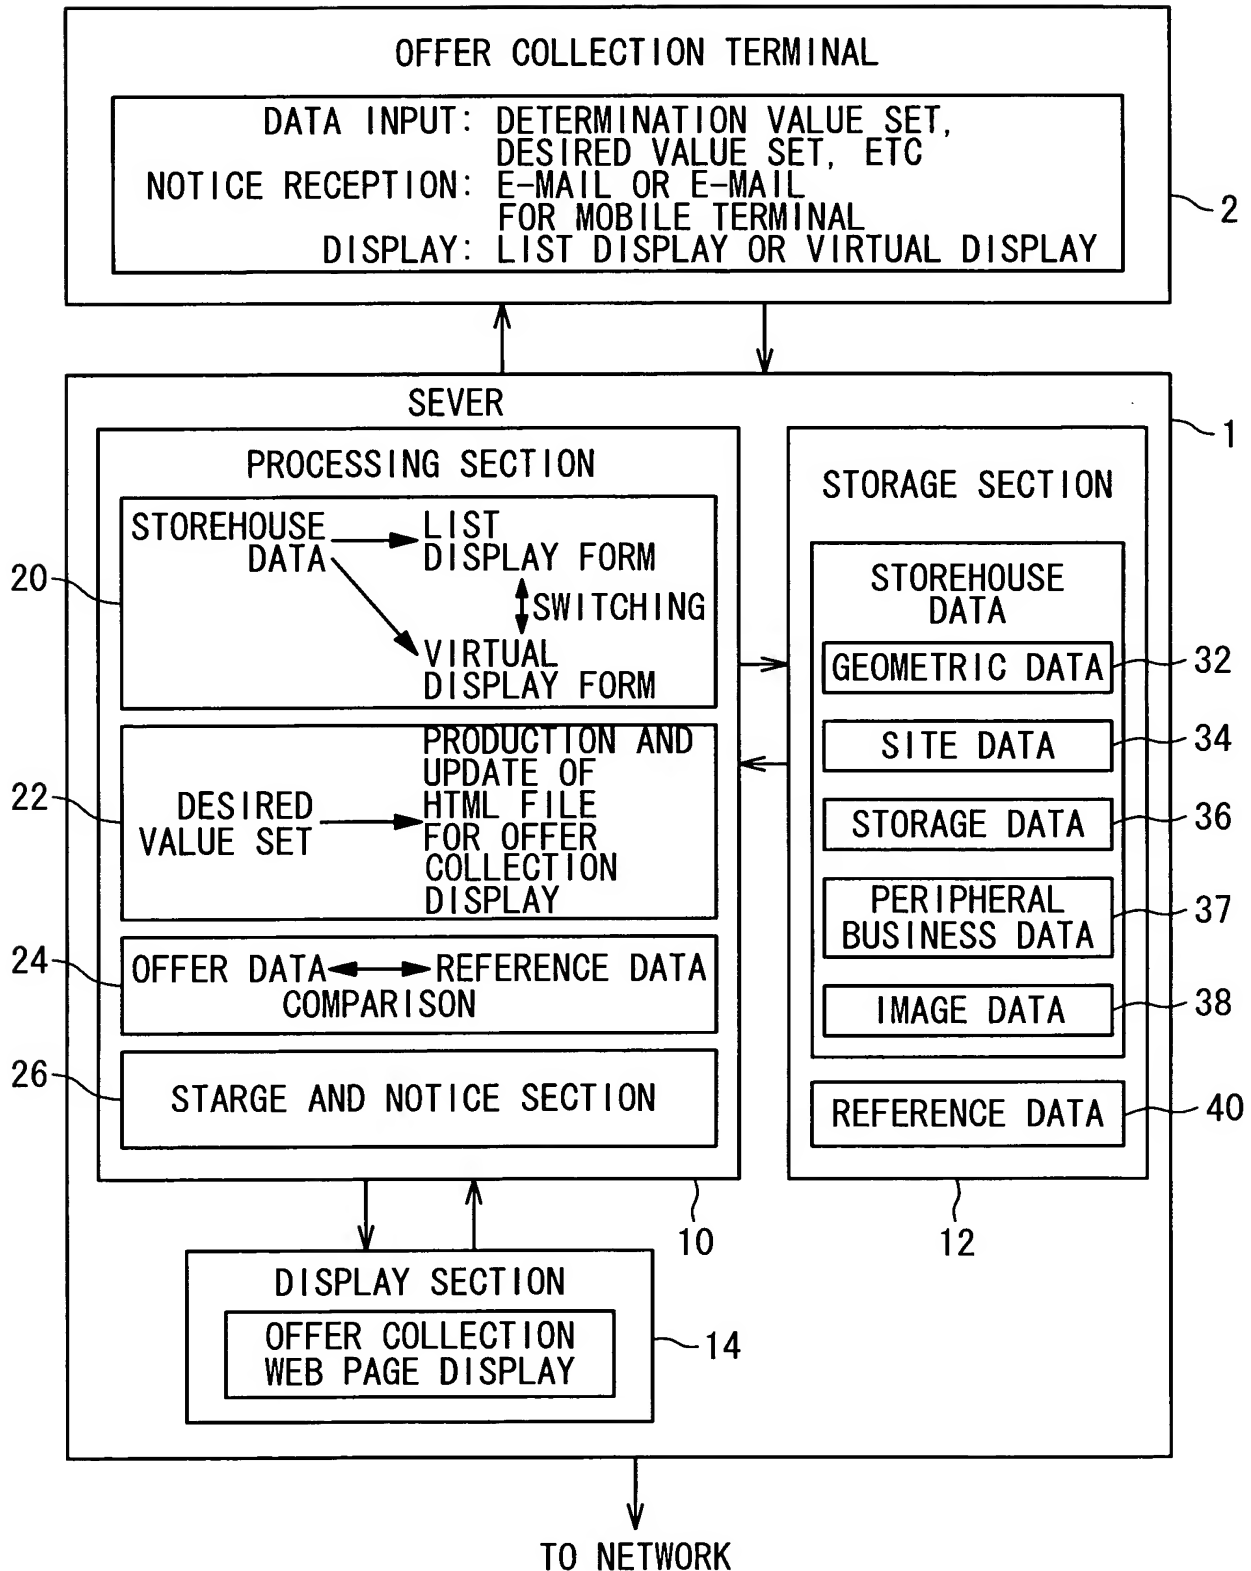 OFFER COLLECTION TERMINAL
DATA INPUT: DETERMINATION VALUE SET,
DESIRED VALUE SET, ETC
NOTICE RECEPTION: E-MAIL OR E-MAIL
FOR MOBILE TERMINAL
DISPLAY: LIST DISPLAY OR VIRTUAL DISPLAY
2
SEVER
1
PROCESSING SECTION
STOREHOUSE DATA
LIST
DISPLAY FORM
SWITCHING
VIRTUAL
DISPLAY FORM
20
DESIRED
VALUE SET
PRODUCTION AND
UPDATE OF
HTML FILE
FOR OFFER
COLLECTION
DISPLAY
22
OFFER DATA REFERENCE DATA
COMPARISON
24
STARGE AND NOTICE SECTION
26
10
STORAGE SECTION
STOREHOUSE
DATA
GEOMETRIC DATA
32
SITE DATA
34
STORAGE DATA
36
PERIPHERAL
BUSINESS DATA
37
IMAGE DATA
38
REFERENCE DATA
40
12
DISPLAY SECTION
OFFER COLLECTION
WEB PAGE DISPLAY
14
TO NETWORK